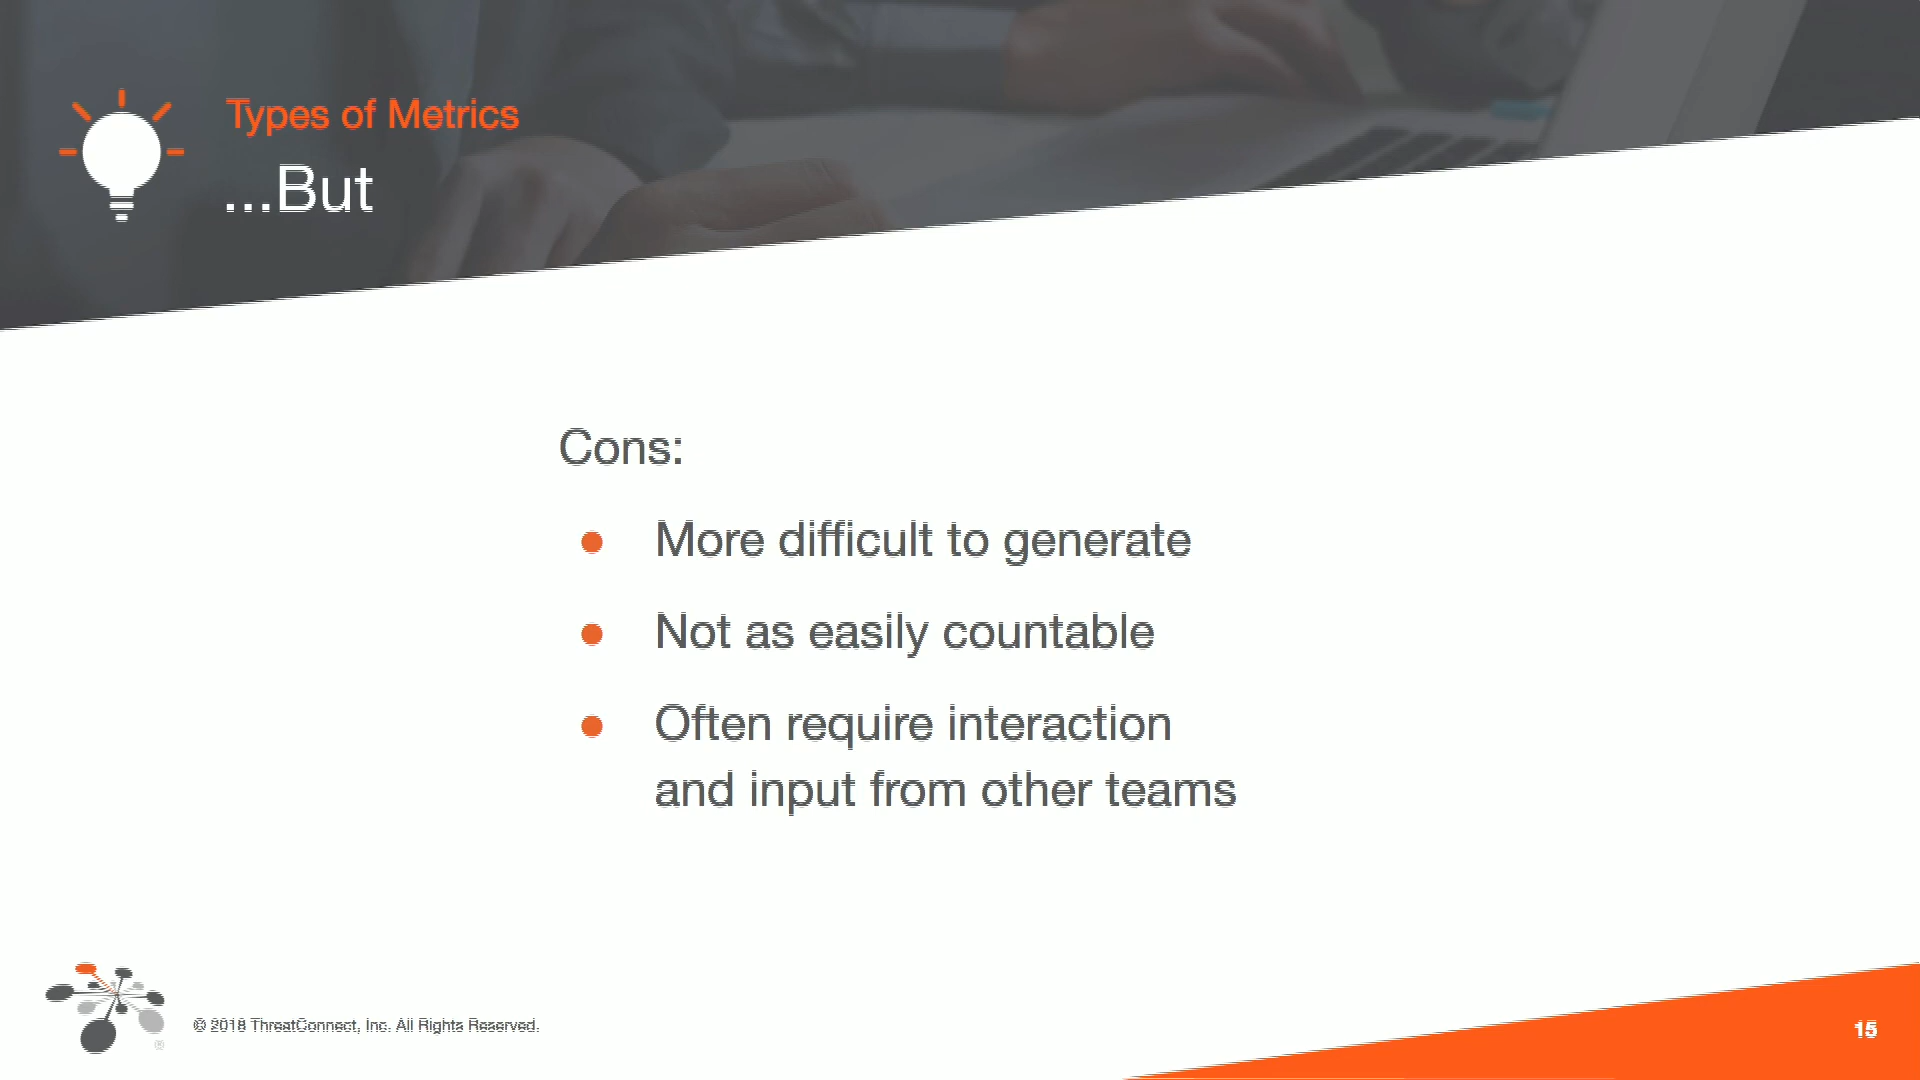 Types of Metrics
...But
Cons:
● More difficult to generate
● Not as easily countable
● Often require interaction
and input from other teams
® © 2018 ThreatConnect, Inc. All Rights Reserved.
15